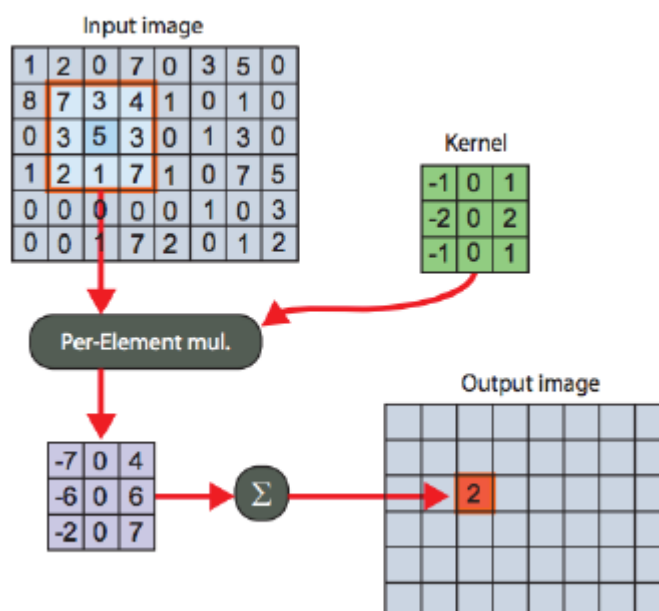 Input image
1 2 0 7 0 3 5 0
8 7 3 4 1 0 1 0
0 3 5 3 0 1 3 0
1 2 1 7 1 0 7 5
0 0 0 0 0 1 0 3
0 0 1 7 2 0 1 2
Kernel
-1 0 1
-2 0 2
-1 0 1
Per-Element mul.
Output image
-7 0 4
-6 0 6
-2 0 7
Σ
2